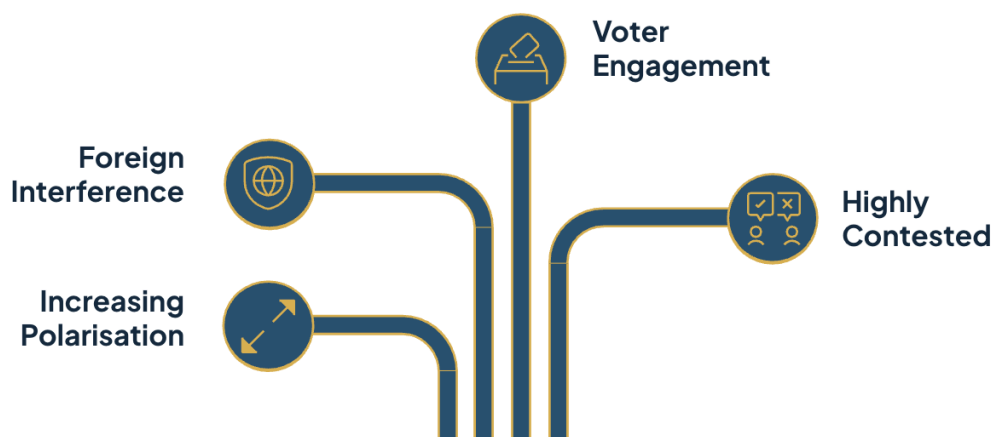 Voter
Engagement
Foreign
Interference
Highly
Contested
Increasing
Polarisation